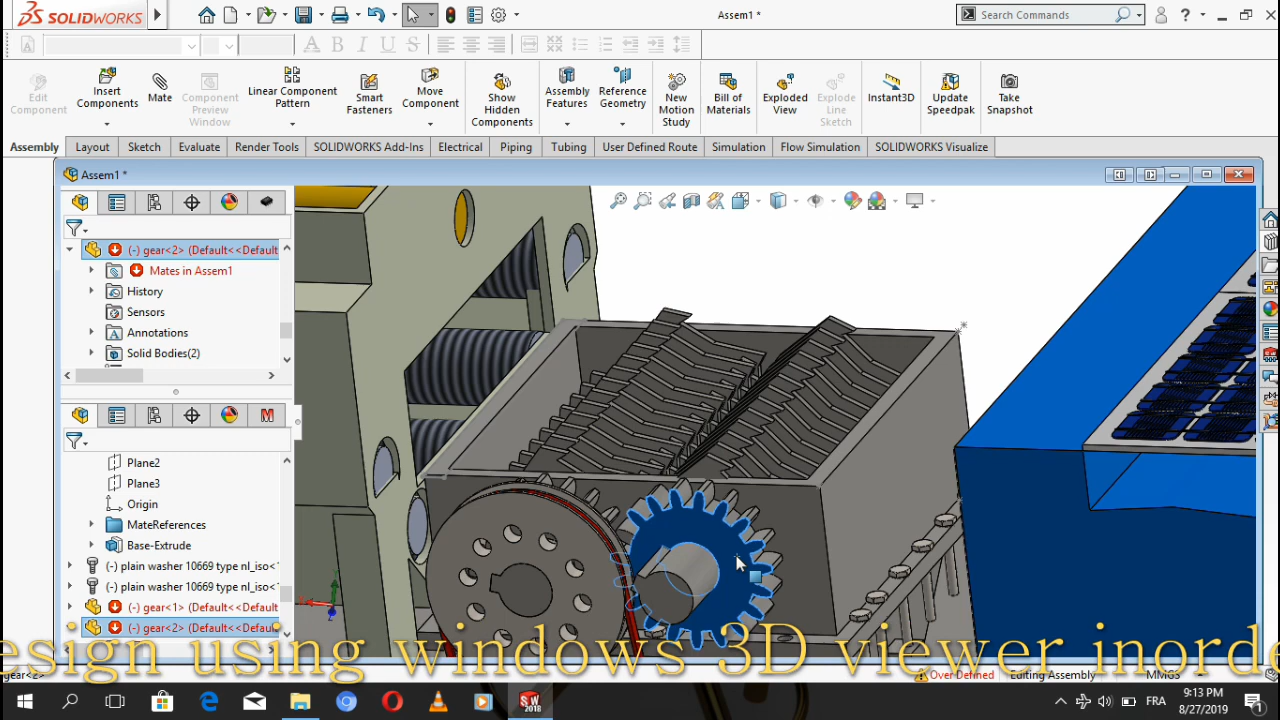 SOLIDWORKS
Assem1 *
Search Commands
Edit Component
Insert Components
Mate
Component Preview Window
Linear Component Pattern
Smart Fasteners
Move Component
Show Hidden Components
Assembly Features
Reference Geometry
New Motion Study
Bill of Materials
Exploded View
Explode Line Sketch
Instant3D
Update Speedpak
Take Snapshot
Assembly Layout Sketch Evaluate Render Tools SOLIDWORKS Add-Ins Electrical Piping Tubing User Defined Route Simulation Flow Simulation SOLIDWORKS Visualize
Assem1 *
(-) gear<2> (Default<<Default
Mates in Assem1
History
Sensors
Annotations
Solid Bodies(2)
Plane2
Plane3
Origin
MateReferences
Base-Extrude
(-) plain washer 10669 type nl_iso<
(-) plain washer 10669 type nl_iso<
(-) gear<1> (Default<<Default
(-) gear<2> (Default<<Default
esign using windows 3D viewer inorde
gear<2>
Over Defined Editing Assembly MMGS
SW 2018
FRA
9:13 PM
8/27/2019
1